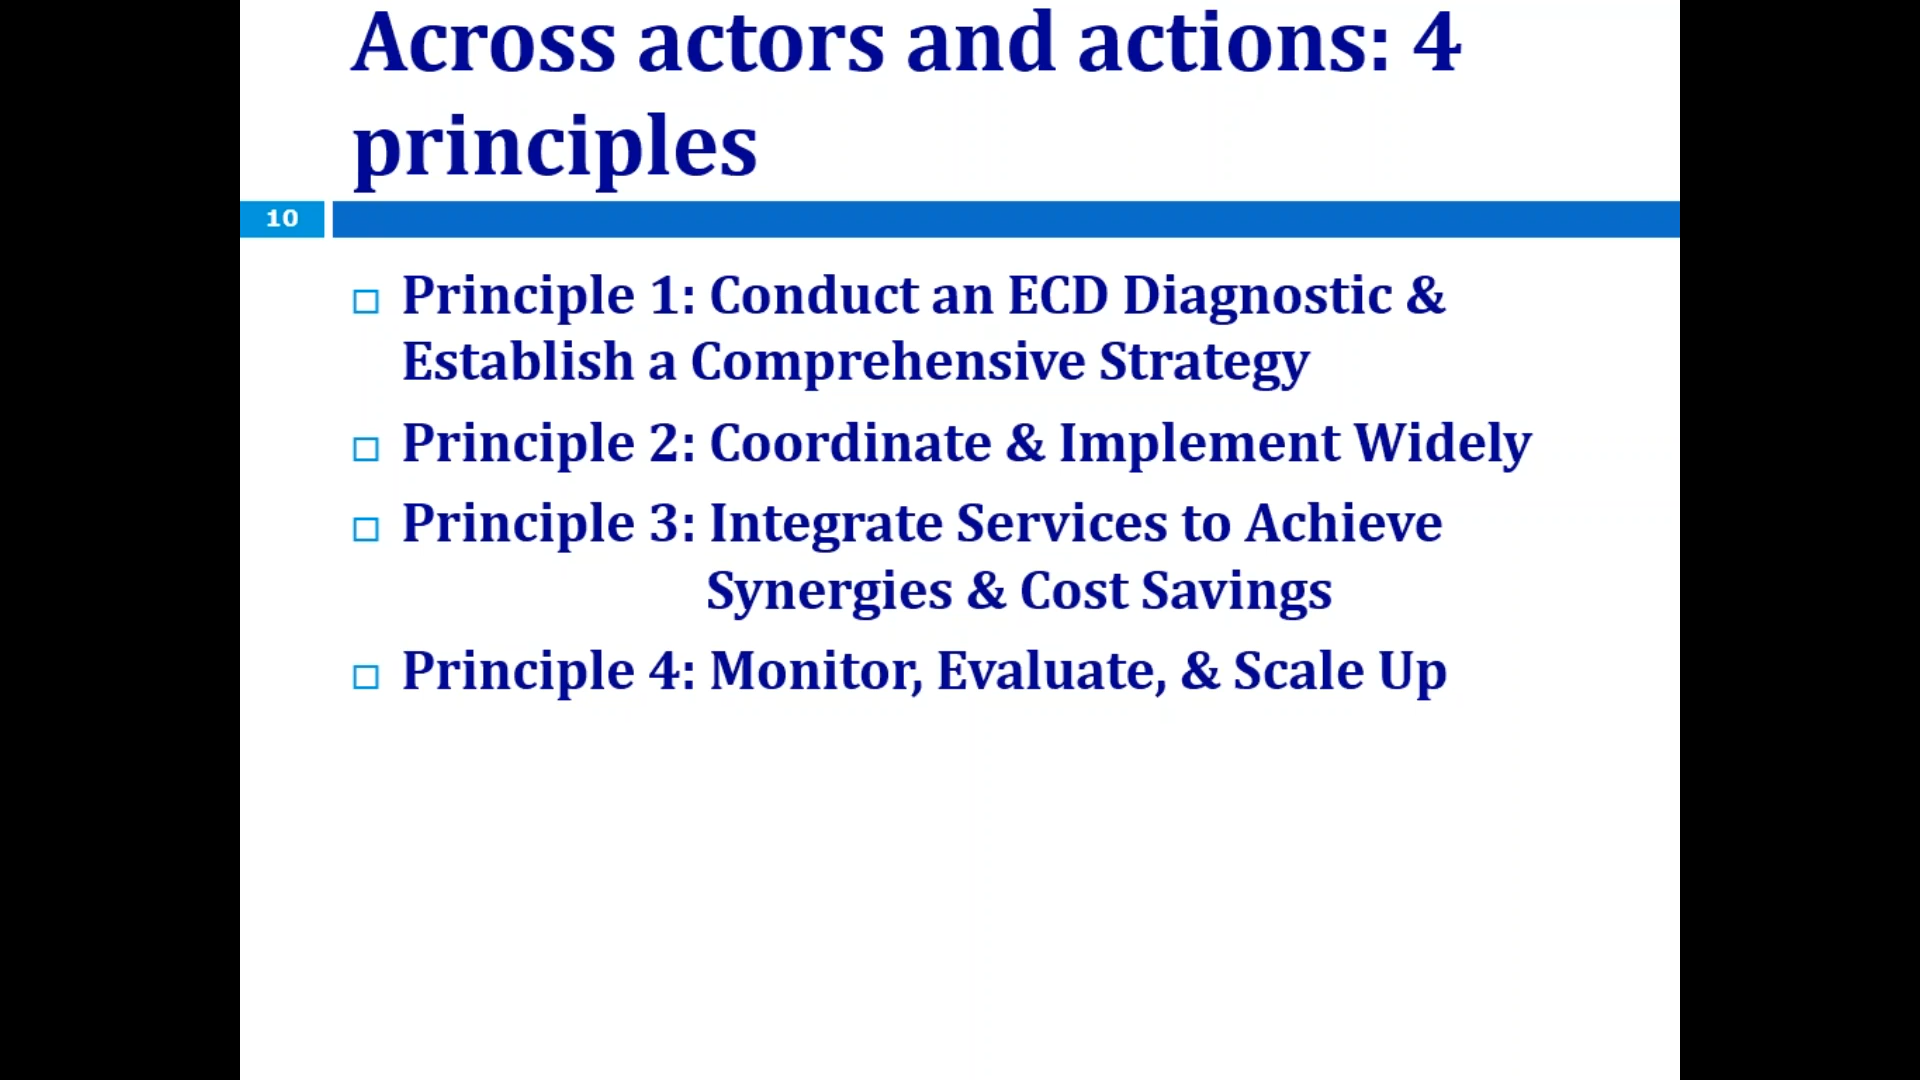 Across actors and actions: 4
principles
10
Principle 1: Conduct an ECD Diagnostic &
Establish a Comprehensive Strategy
Principle 2: Coordinate & Implement Widely
Principle 3: Integrate Services to Achieve
Synergies & Cost Savings
Principle 4: Monitor, Evaluate, & Scale Up